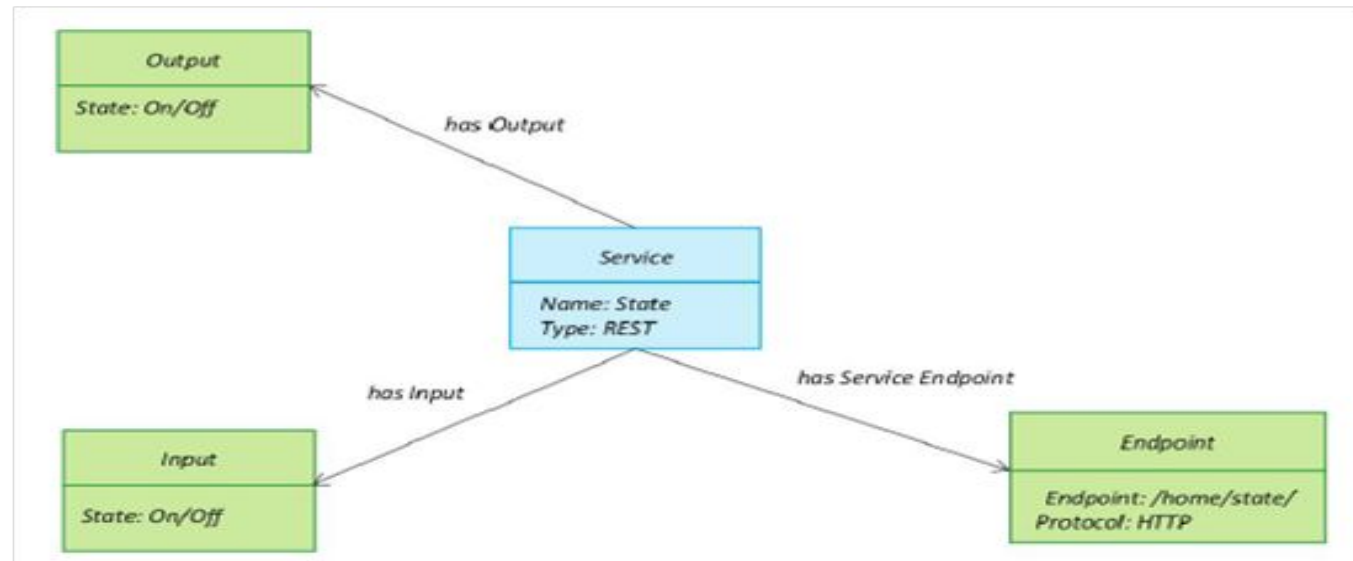 Output
State: On/Off
has Output
Service
Name: State
Type: REST
has Input
has Service Endpoint
Input
State: On/Off
Endpoint
Endpoint: /home/state/
Protocol: HTTP